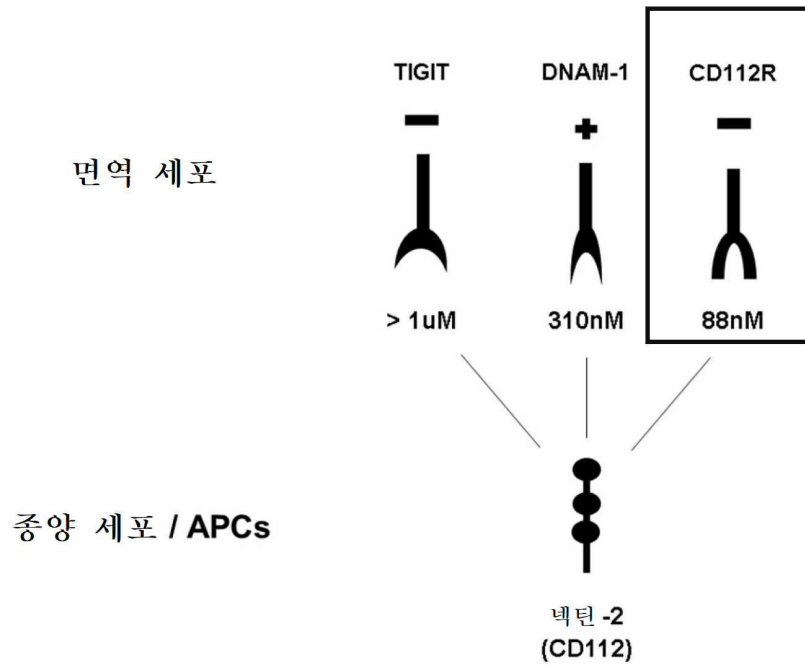 TIGIT DNAM-1 CD112R
− + −
면역 세포
> 1uM 310nM 88nM
종양 세포 / APCs
넥틴 -2
(CD112)